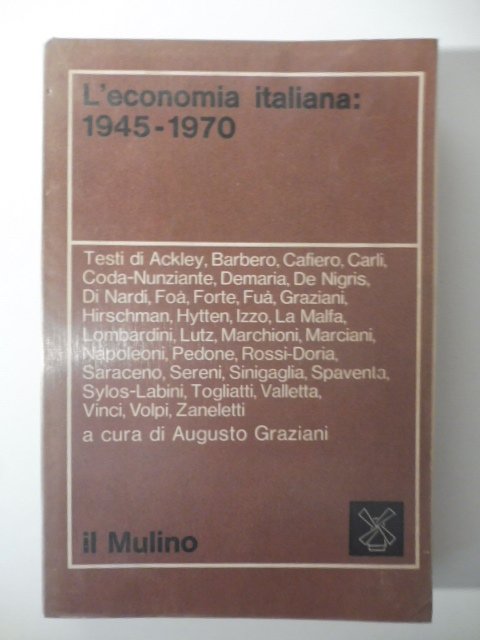 L'economia italiana:
1945-1970
Testi di Ackley, Barbero, Cafiero, Carli,
Coda-Nunziante, Demaria, De Nigris,
Di Nardi, Foà, Forte, Fuà, Graziani,
Hirschman, Hytten, Izzo, La Malfa,
Lombardini, Lutz, Marchioni, Marciani,
Napoleoni, Pedone, Rossi-Doria,
Saraceno, Sereni, Sinigaglia, Spaventa,
Sylos-Labini, Togliatti, Valletta,
Vinci, Volpi, Zaneletti
a cura di Augusto Graziani
il Mulino